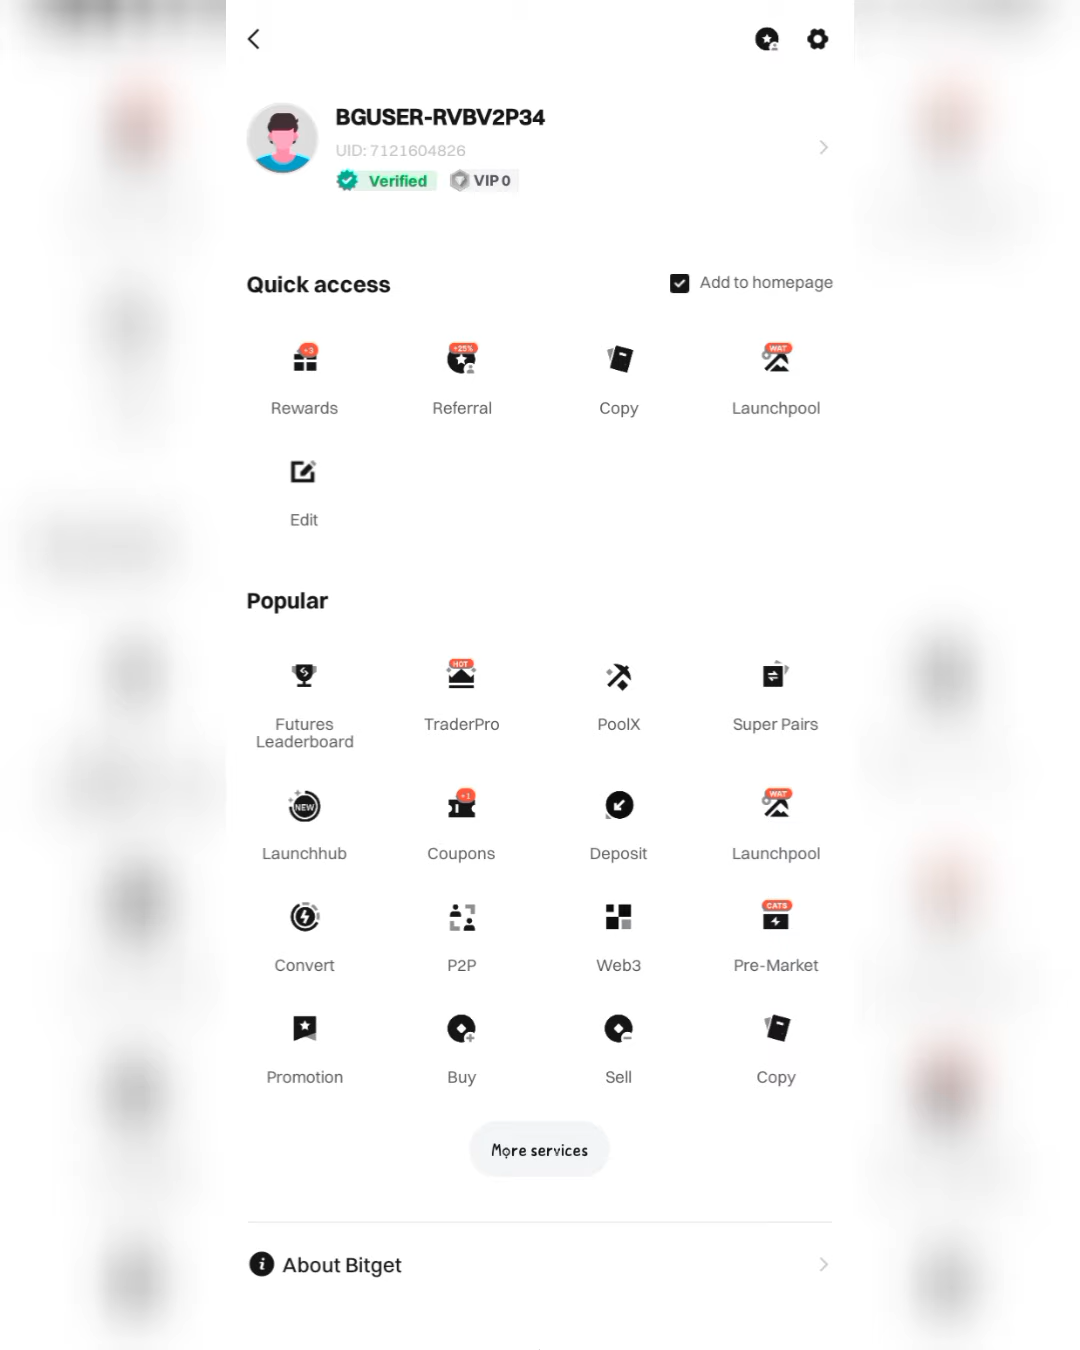 BGUSER-RVBV2P34
UID: 7121604826
Verified VIP 0
Quick access Add to homepage
+3 +25% WAT
Rewards Referral Copy Launchpool
Edit
Popular
HOT
Futures Leaderboard TraderPro PoolX Super Pairs
NEW +1 WAT
Launchhub Coupons Deposit Launchpool
CATS
Convert P2P Web3 Pre-Market
Promotion Buy Sell Copy
More services
About Bitget